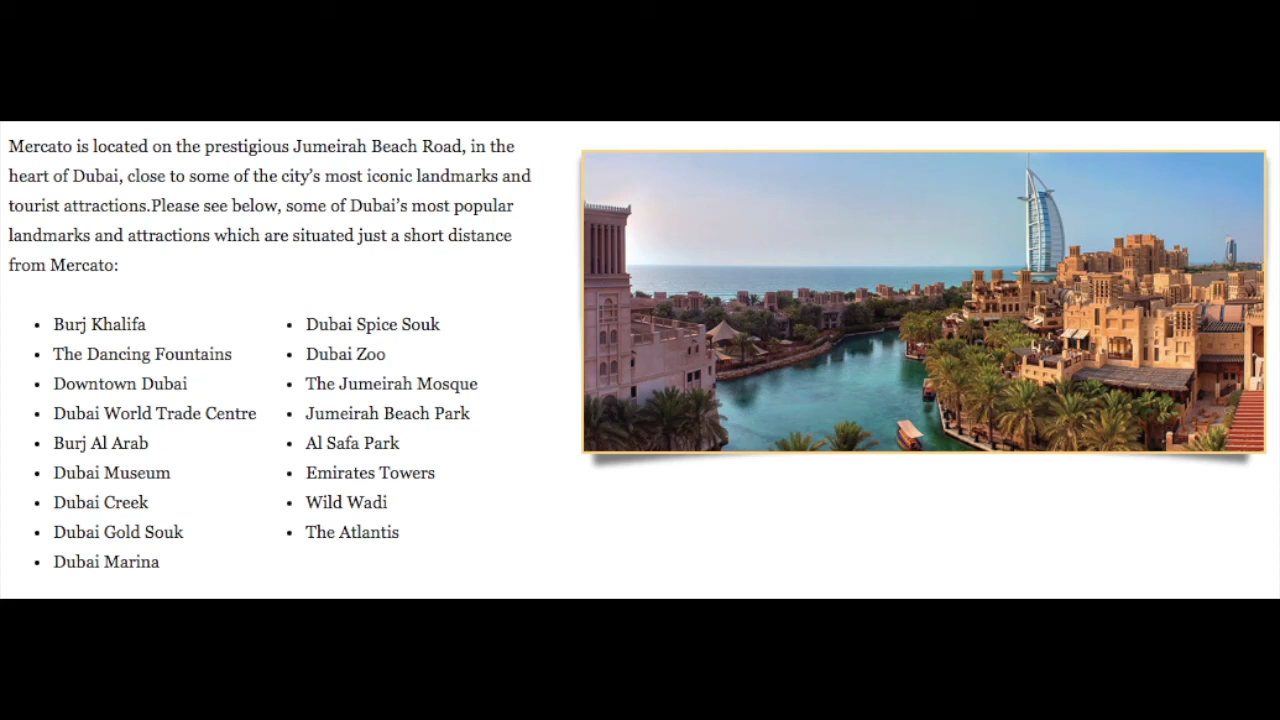 Mercato is located on the prestigious Jumeirah Beach Road, in the
heart of Dubai, close to some of the city’s most iconic landmarks and
tourist attractions.Please see below, some of Dubai’s most popular
landmarks and attractions which are situated just a short distance
from Mercato:
• Burj Khalifa
• The Dancing Fountains
• Downtown Dubai
• Dubai World Trade Centre
• Burj Al Arab
• Dubai Museum
• Dubai Creek
• Dubai Gold Souk
• Dubai Marina
• Dubai Spice Souk
• Dubai Zoo
• The Jumeirah Mosque
• Jumeirah Beach Park
• Al Safa Park
• Emirates Towers
• Wild Wadi
• The Atlantis